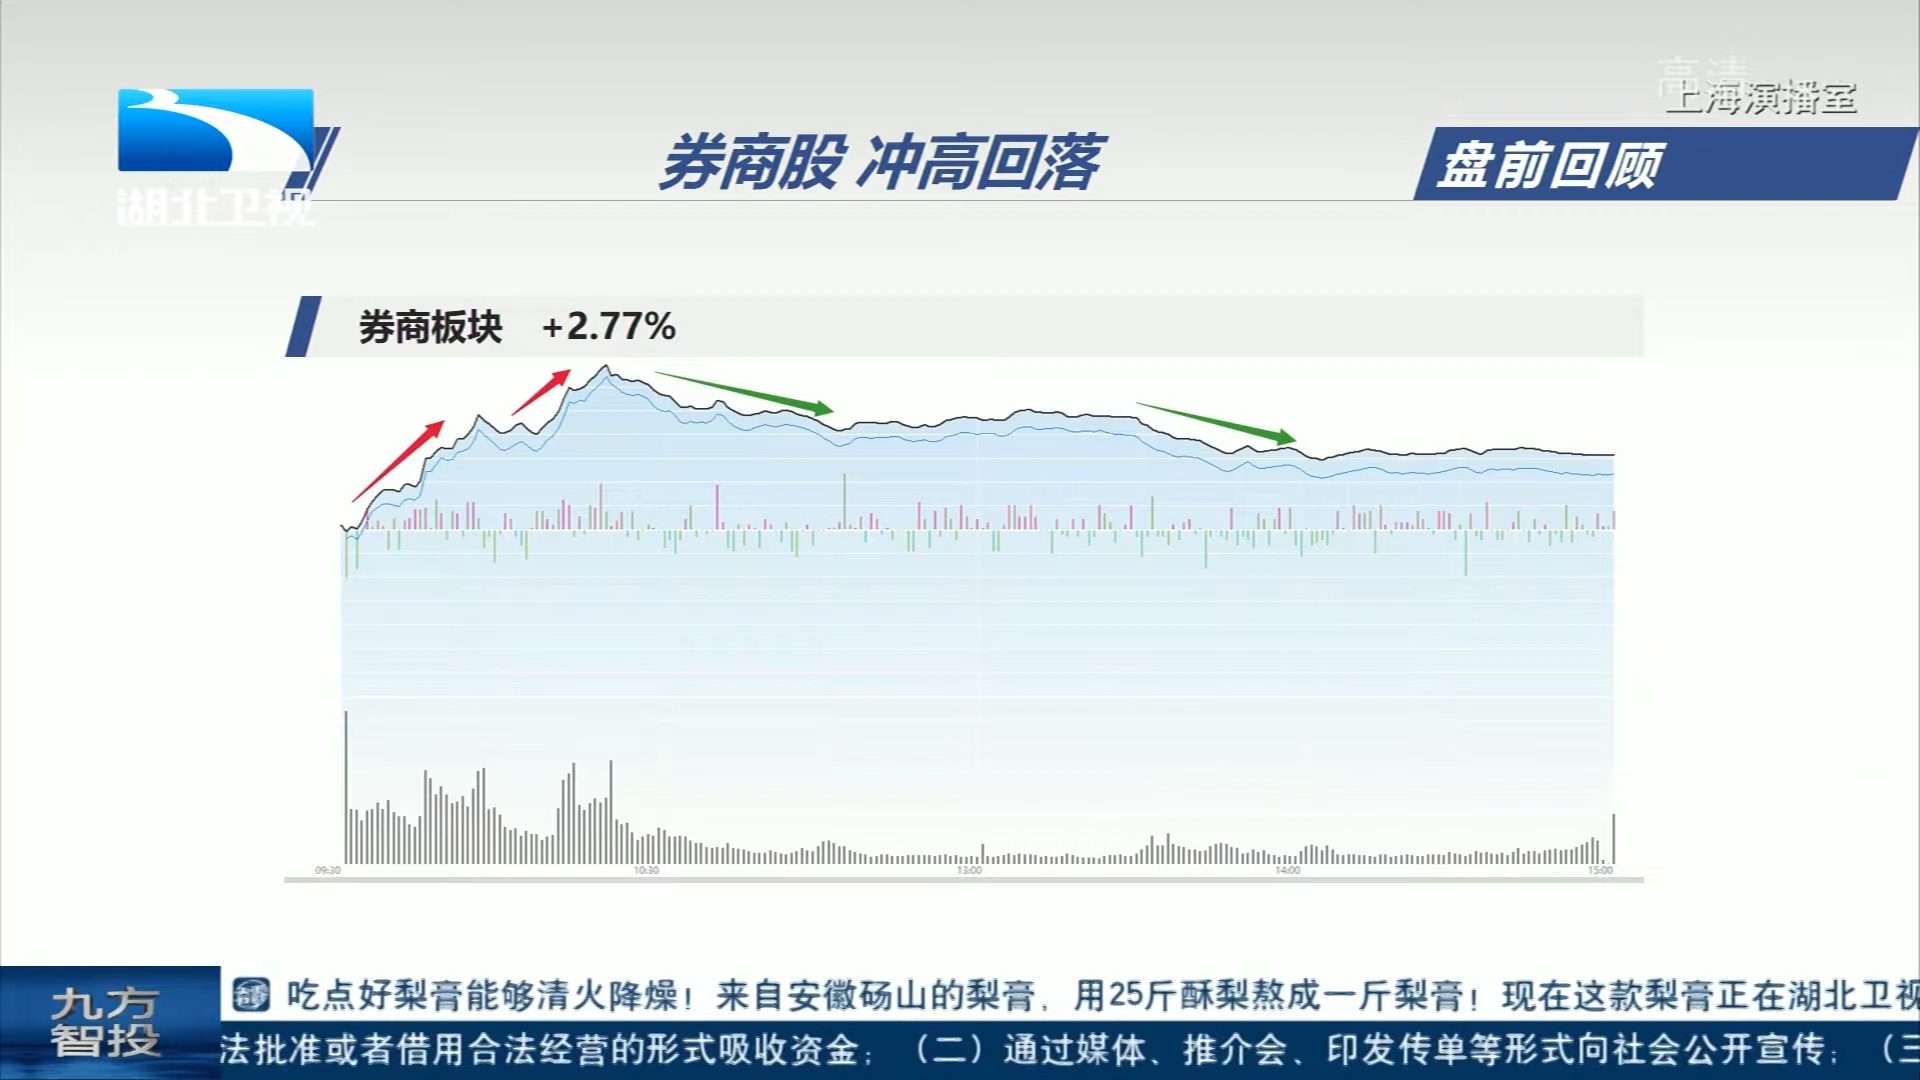 高清
上海演播室
湖北卫视
券商股 冲高回落
盘前回顾
券商板块 +2.77%
09:30 10:30 13:00 14:00 15:00
九方智投
吃点好梨膏能够清火降燥！来自安徽砀山的梨膏，用25斤酥梨熬成一斤梨膏！现在这款梨膏正在湖北卫视
法批准或者借用合法经营的形式吸收资金；（二）通过媒体、推介会、印发传单等形式向社会公开宣传；（三